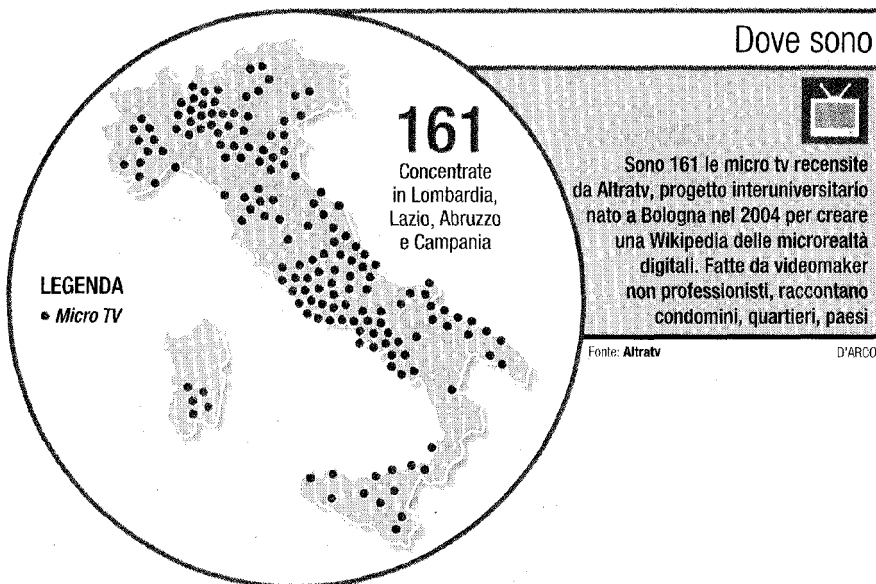 Dove sono
161
Concentrate
in Lombardia,
Lazio, Abruzzo
e Campania
LEGENDA
Micro TV
Sono 161 le micro tv recensite
da Altratv, progetto interuniversitario
nato a Bologna nel 2004 per creare
una Wikipedia delle microrealtà
digitali. Fatte da videomaker
non professionisti, raccontano
condomini, quartieri, paesi
Fonte: Altratv
D'ARCO